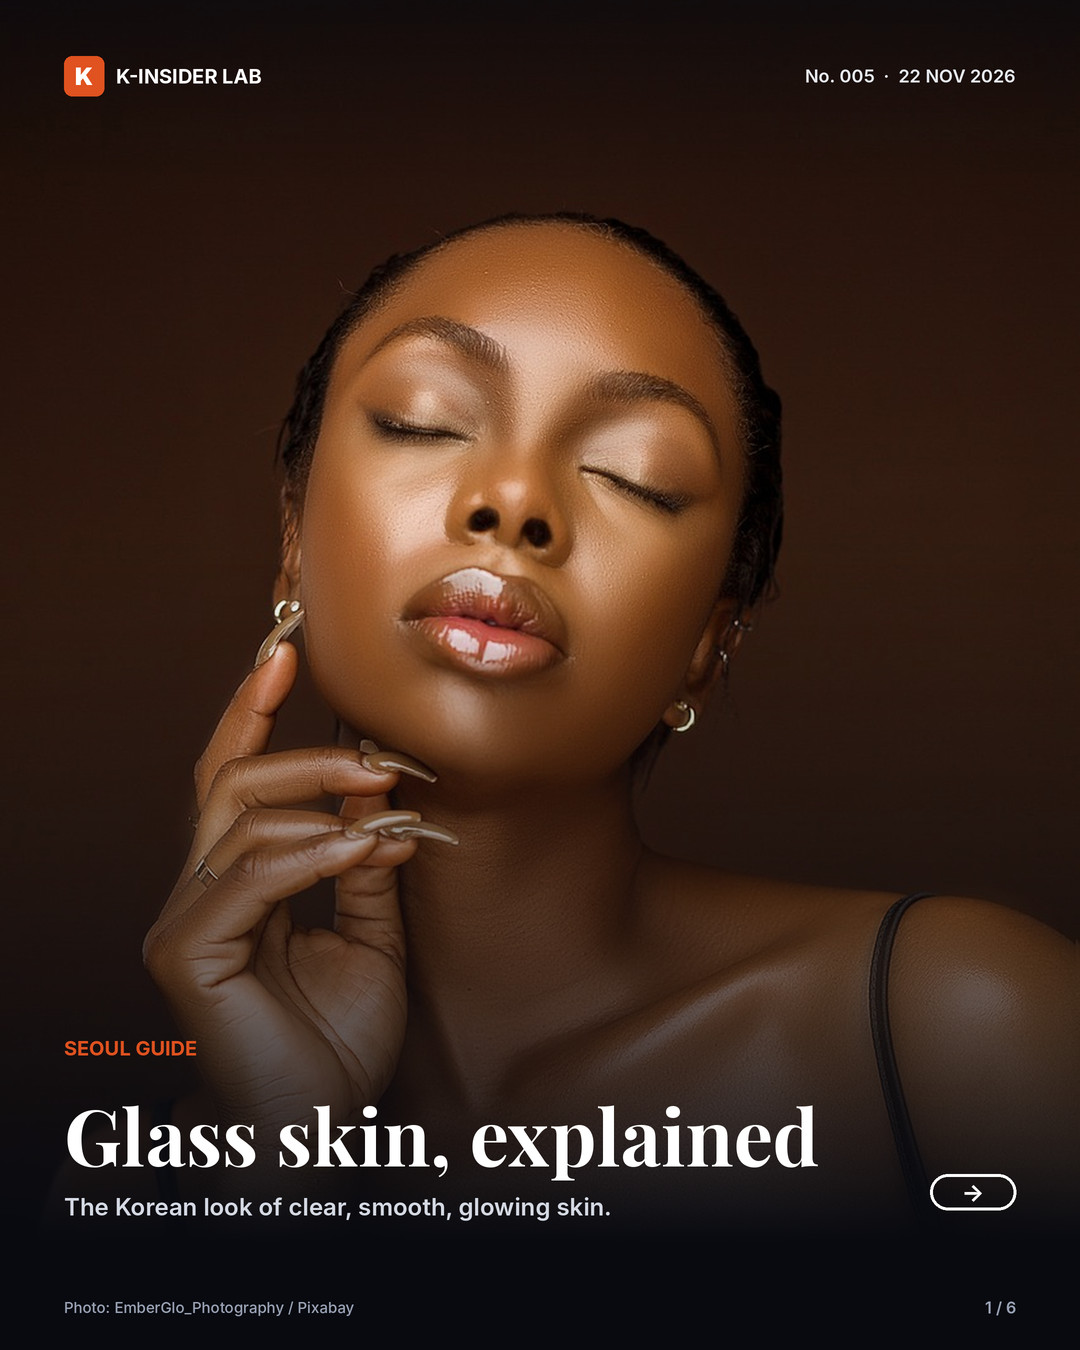 K K-INSIDER LAB
No. 005 · 22 NOV 2026
SEOUL GUIDE
Glass skin, explained
The Korean look of clear, smooth, glowing skin.
→
Photo: EmberGlo_Photography / Pixabay
1 / 6